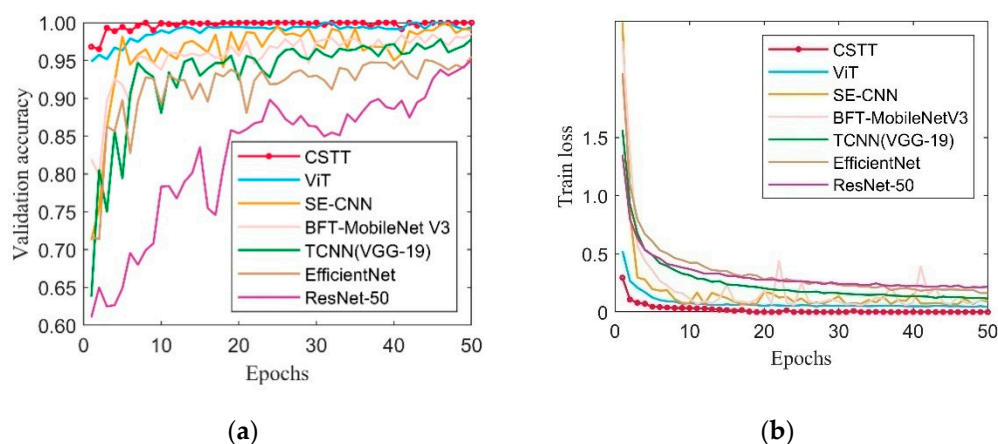 1.00
0.95
0.90
0.85
0.80
0.75
0.70
0.65
0.60
Validation accuracy
0
10
20
30
40
50
Epochs
CSTT
ViT
SE-CNN
BFT-MobileNet V3
TCNN(VGG-19)
EfficientNet
ResNet-50
(a)
1.5
1.0
0.5
0
Train loss
0
10
20
30
40
50
Epochs
CSTT
ViT
SE-CNN
BFT-MobileNetV3
TCNN(VGG-19)
EfficientNet
ResNet-50
(b)